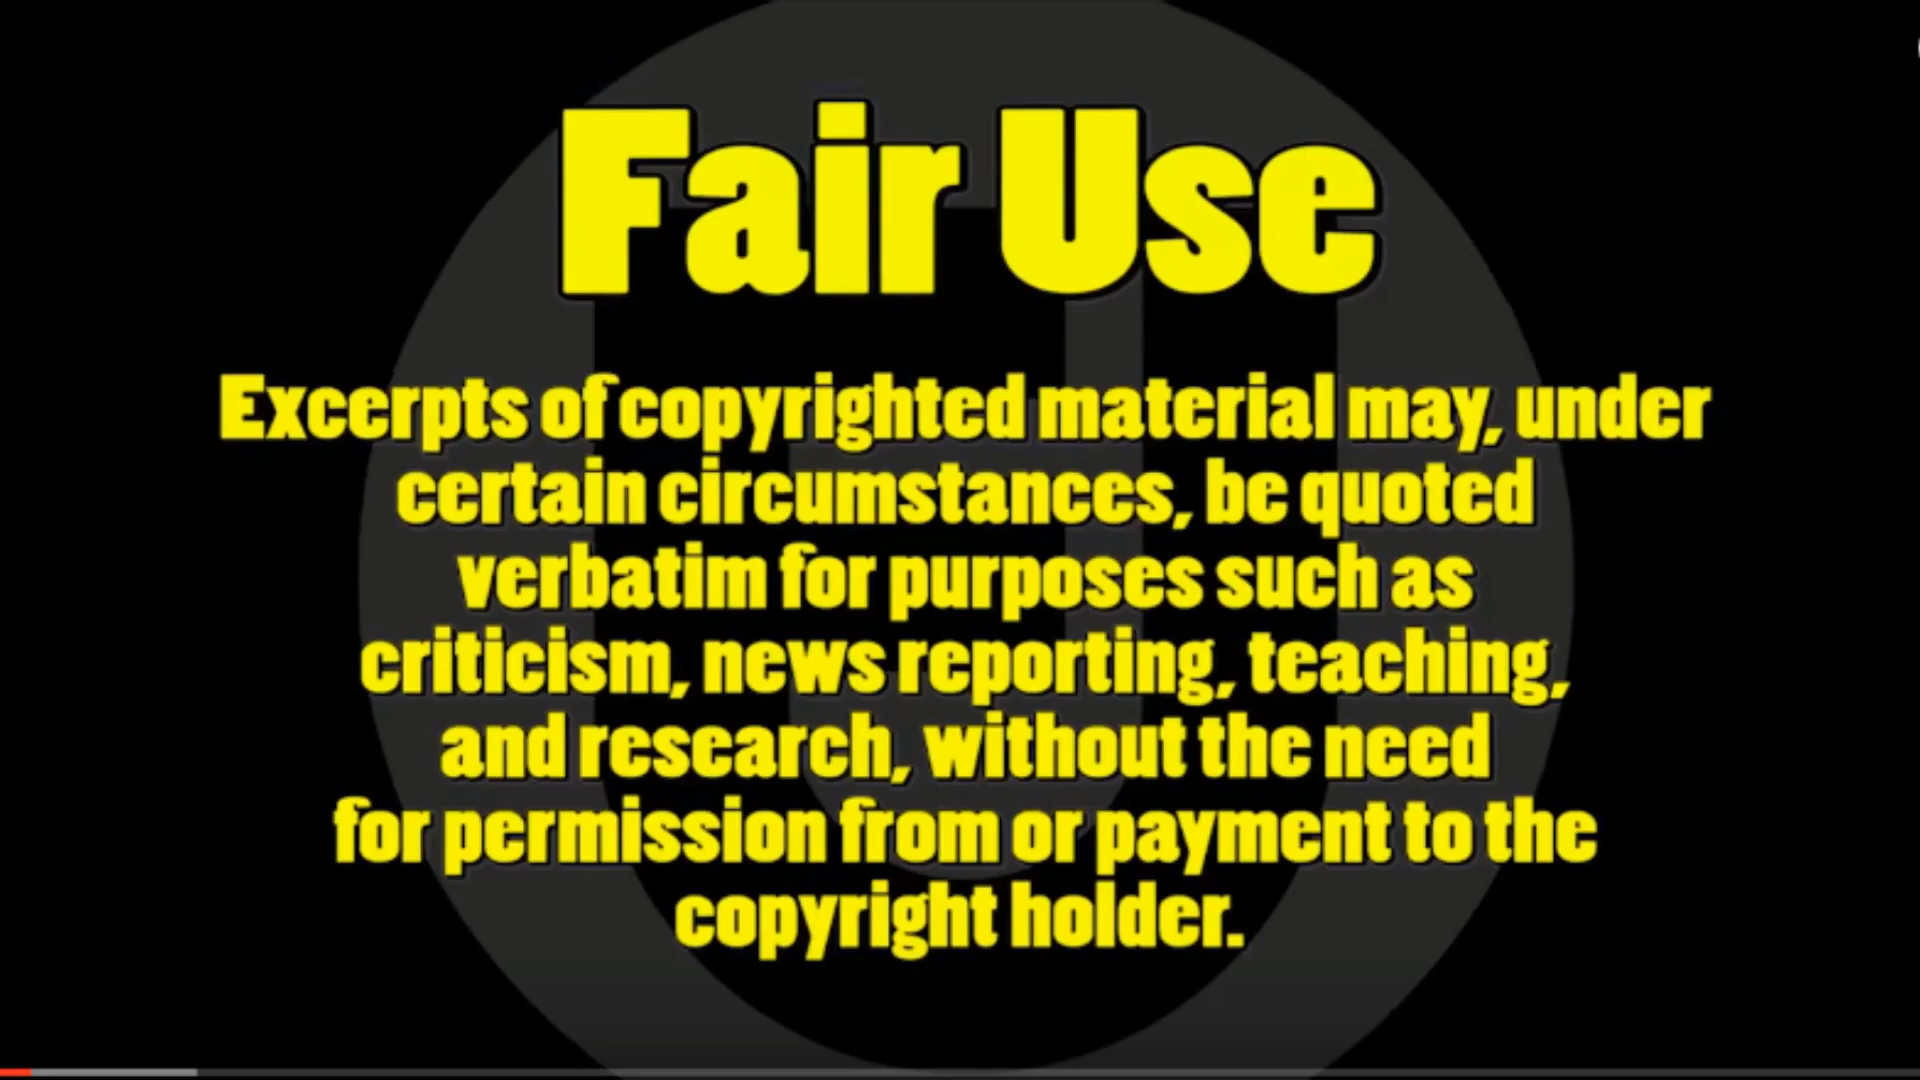 Fair Use
Excerpts of copyrighted material may, under
certain circumstances, be quoted
verbatim for purposes such as
criticism, news reporting, teaching,
and research, without the need
for permission from or payment to the
copyright holder.